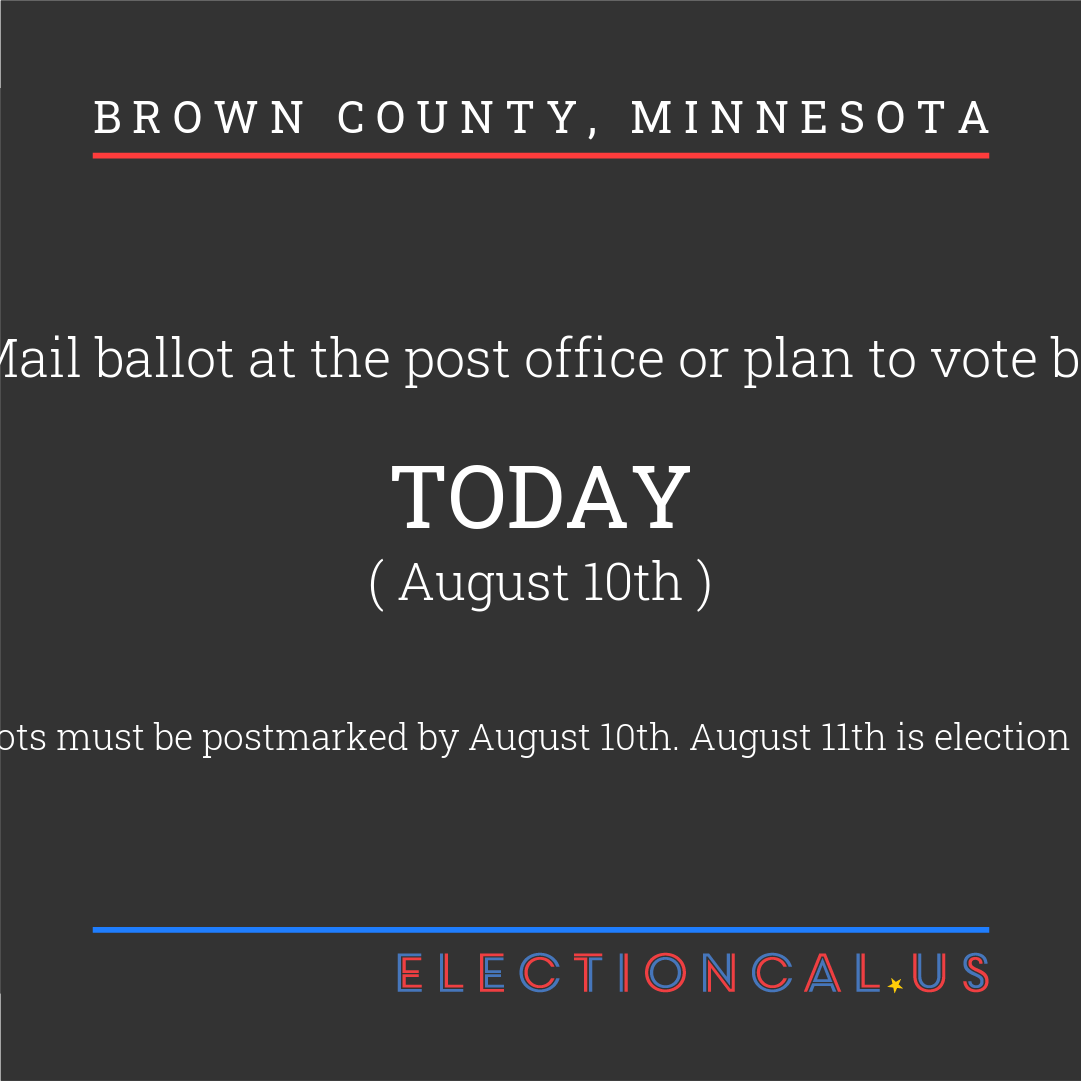 BROWN COUNTY, MINNESOTA
Mail ballot at the post office or plan to vote b
TODAY
( August 10th )
ots must be postmarked by August 10th. August 11th is election
ELECTIONCAL.US